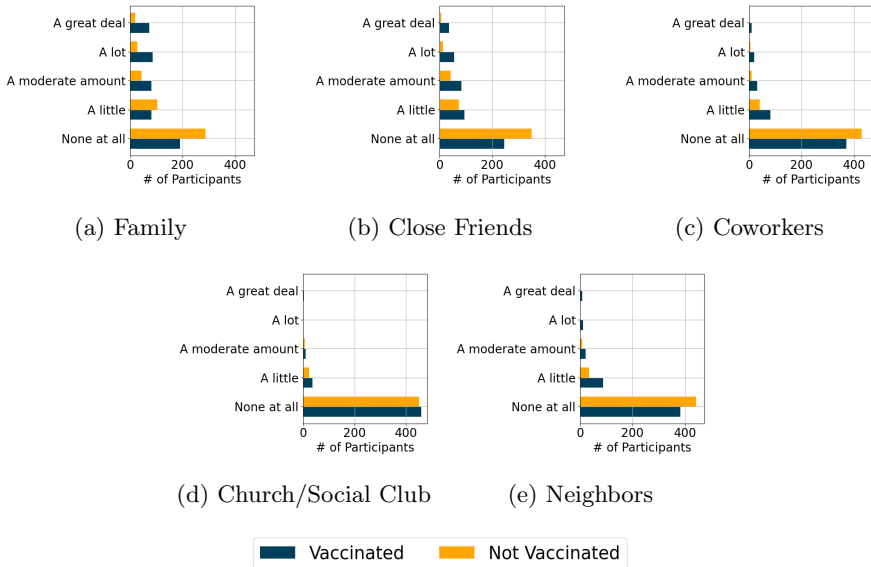 A great deal
A lot
A moderate amount
A little
None at all
0 200 400
# of Participants
(a) Family
A great deal
A lot
A moderate amount
A little
None at all
0 200 400
# of Participants
(b) Close Friends
A great deal
A lot
A moderate amount
A little
None at all
0 200 400
# of Participants
(c) Coworkers
A great deal
A lot
A moderate amount
A little
None at all
0 200 400
# of Participants
(d) Church/Social Club
A great deal
A lot
A moderate amount
A little
None at all
0 200 400
# of Participants
(e) Neighbors
Vaccinated Not Vaccinated